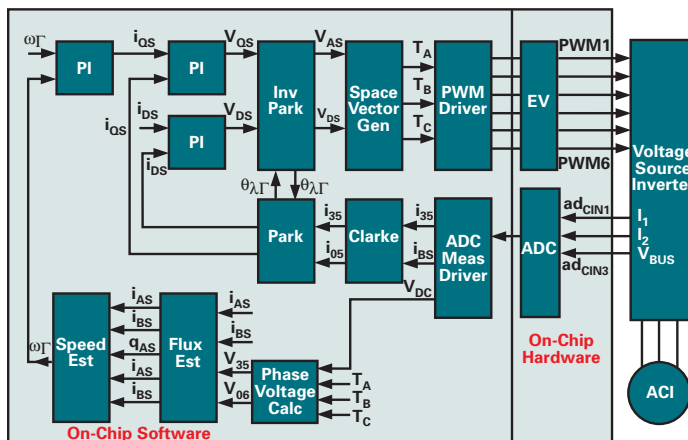 ωΓ
PI
iQS
PI
VQS
Inv
Park
VAS
Space
Vector
Gen
TA
TB
TC
PWM
Driver
EV
PWM1
PWM6
Voltage
Source
Inverter
I1
I2
VBUS
iQS
iDS
iDS
PI
VDS
VDS
θλΓ
θλΓ
Park
i35
i05
Clarke
i35
iBS
ADC
Meas
Driver
ADC
adCIN1
adCIN3
VDC
ωΓ
Speed
Est
iAS
iBS
qAS
iAS
iBS
Flux
Est
iAS
iBS
V35
V06
Phase
Voltage
Calc
TA
TB
TC
On-Chip
Hardware
ACI
On-Chip Software